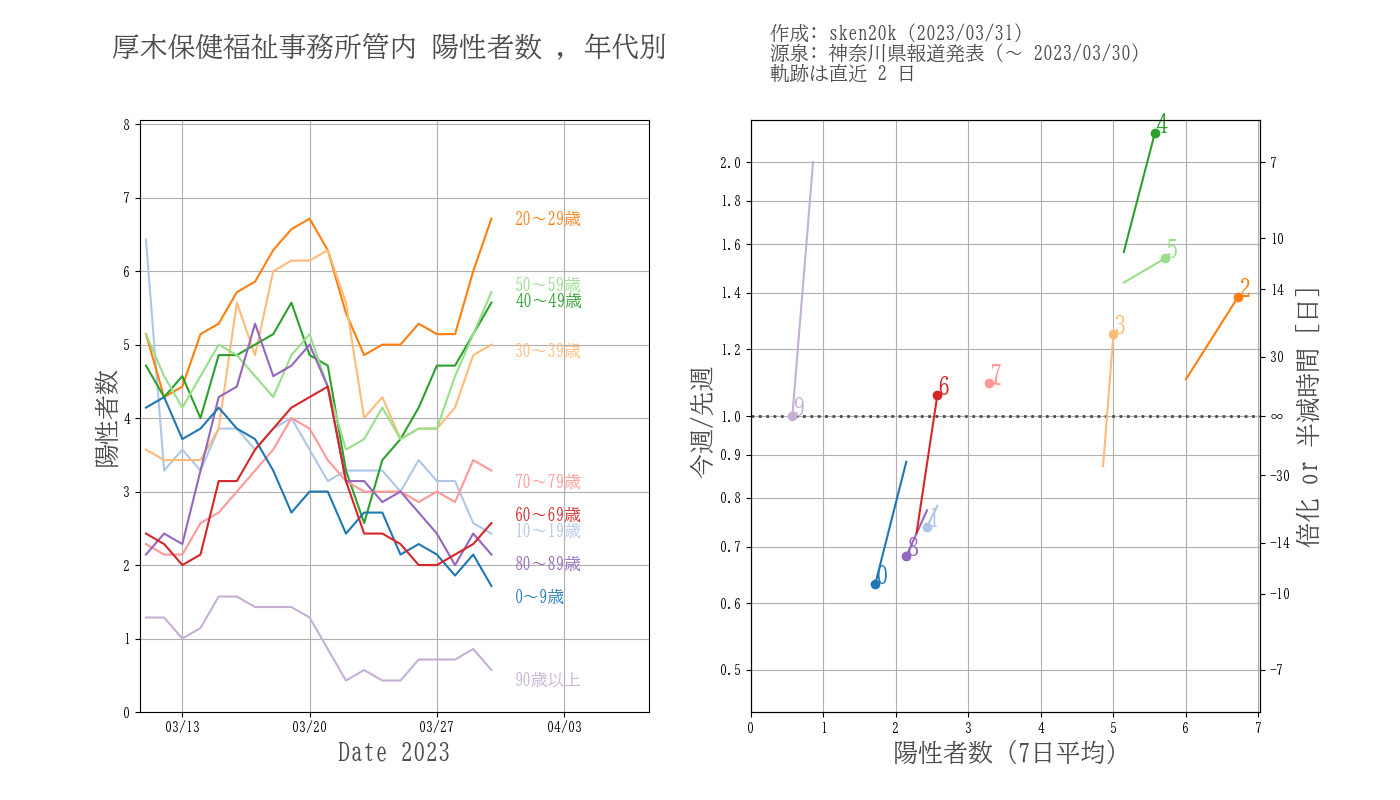 厚木保健福祉事務所管内 陽性者数 , 年代別
作成: sken20k (2023/03/31)
源泉: 神奈川県報道発表 (～ 2023/03/30)
軌跡は直近 2 日
陽性者数
8
7
6
5
4
3
2
1
0
03/13
03/20
03/27
04/03
Date 2023
20～29歳
50～59歳
40～49歳
30～39歳
70～79歳
60～69歳
10～19歳
80～89歳
0～9歳
90歳以上
今週/先週
2.0
1.8
1.6
1.4
1.2
1.0
0.9
0.8
0.7
0.6
0.5
4
5
2
3
7
6
9
1
8
0
0
1
2
3
4
5
6
7
陽性者数 (7日平均)
7
10
14
30
∞
−30
−14
−10
−7
倍化 or 半減時間 [日]